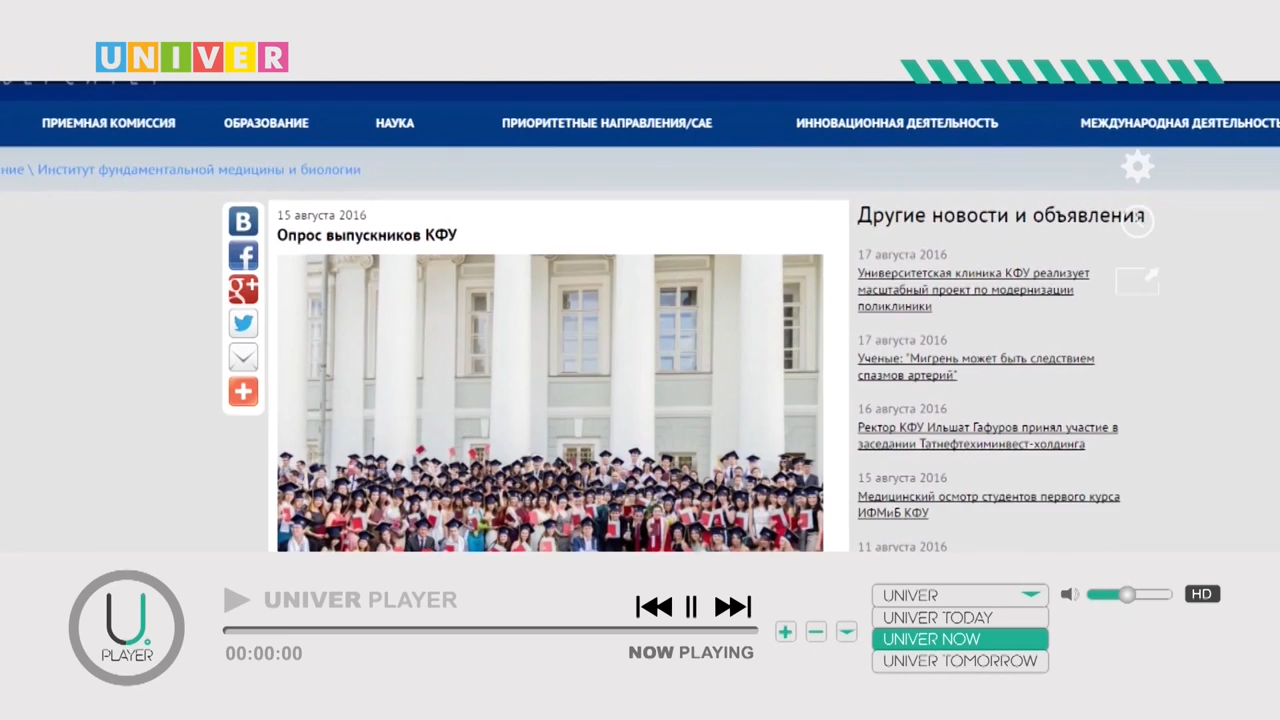 UNIVER
ПРИЕМНАЯ КОМИССИЯ ОБРАЗОВАНИЕ НАУКА ПРИОРИТЕТНЫЕ НАПРАВЛЕНИЯ/САЕ ИННОВАЦИОННАЯ ДЕЯТЕЛЬНОСТЬ МЕЖДУНАРОДНАЯ ДЕЯТЕЛЬНОСТЬ
ние \ Институт фундаментальной медицины и биологии
15 августа 2016
Опрос выпускников КФУ
Другие новости и объявления
17 августа 2016
Университетская клиника КФУ реализует
масштабный проект по модернизации
поликлиники
17 августа 2016
Ученые: "Мигрень может быть следствием
спазмов артерий"
16 августа 2016
Ректор КФУ Ильшат Гафуров принял участие в
заседании Татнефтехиминвест-холдинга
15 августа 2016
Медицинский осмотр студентов первого курса
ИФМиБ КФУ
11 августа 2016
U.
PLAYER
UNIVER PLAYER
00:00:00
NOW PLAYING
UNIVER
UNIVER TODAY
UNIVER NOW
UNIVER TOMORROW
HD